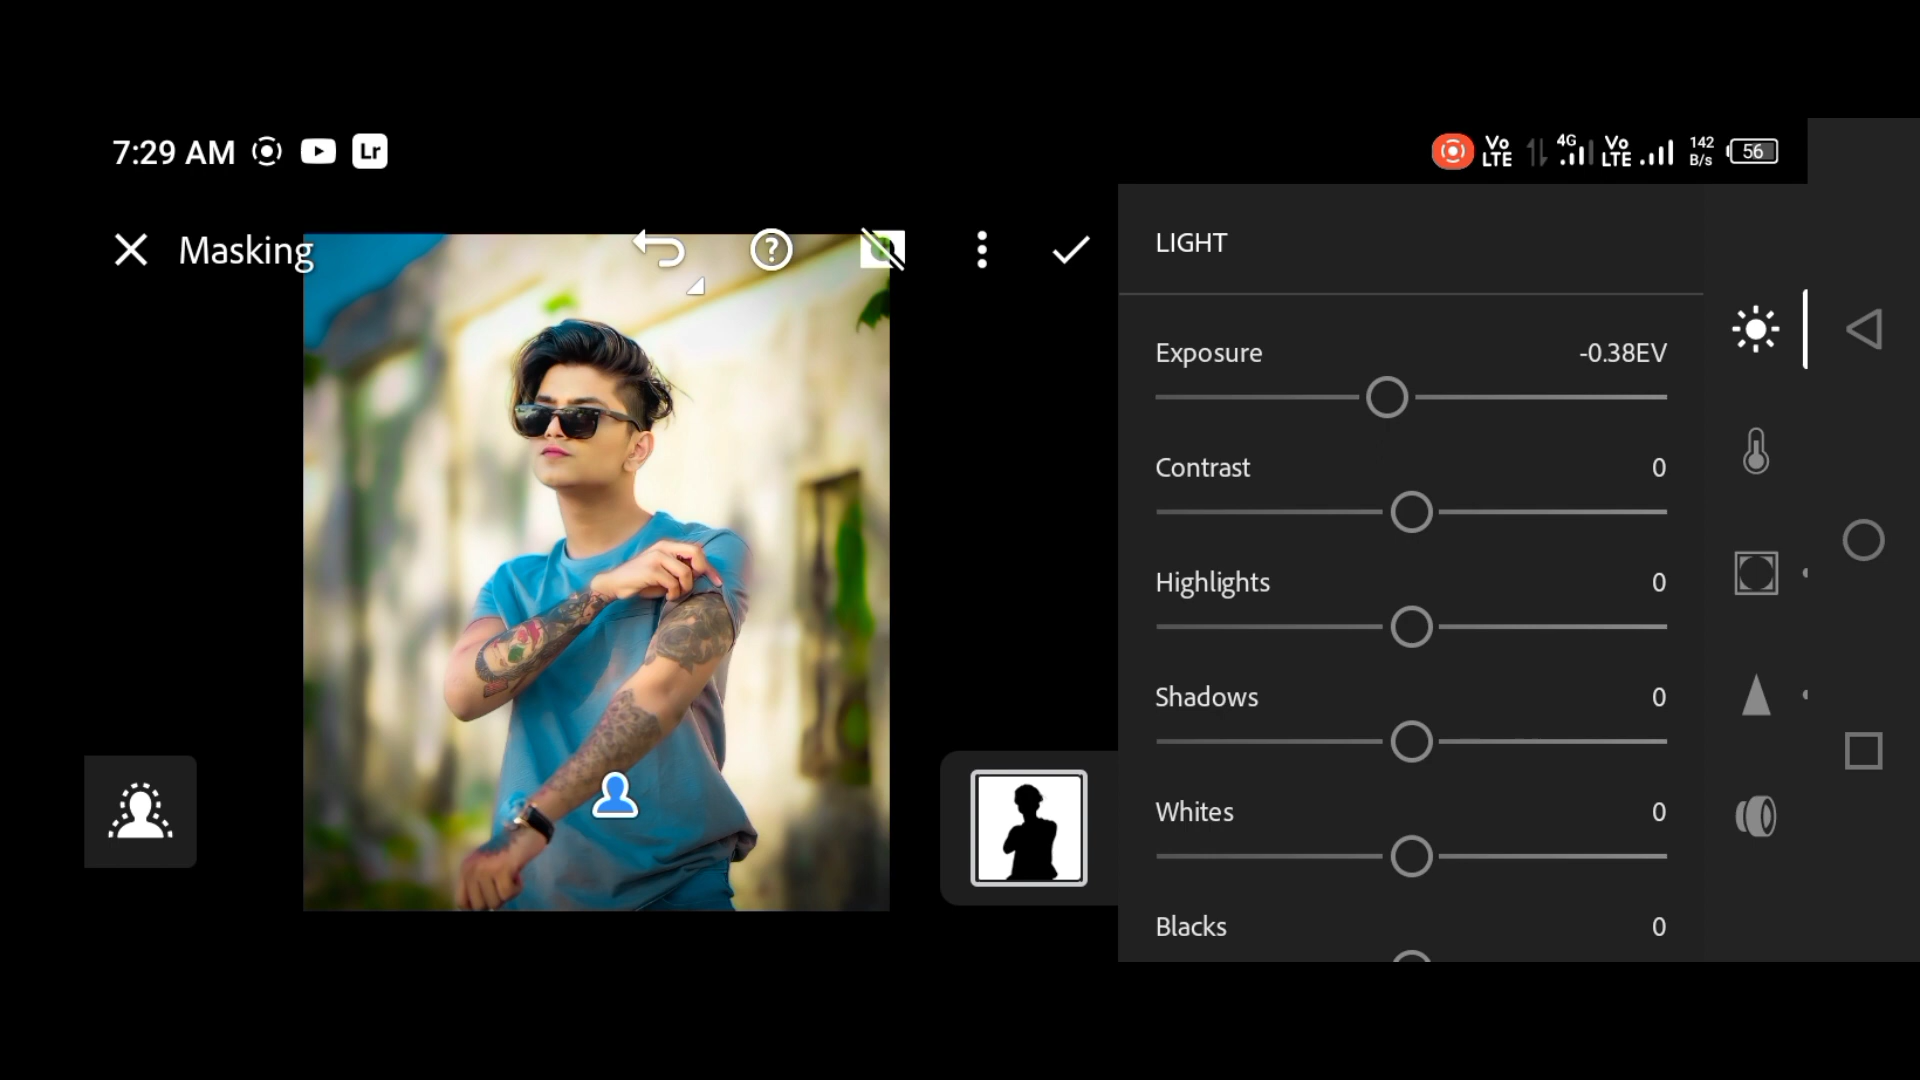 7:29 AM Lr
Vo LTE 4G Vo LTE 142 B/s 56
Masking
LIGHT
Exposure -0.38EV
Contrast 0
Highlights 0
Shadows 0
Whites 0
Blacks 0